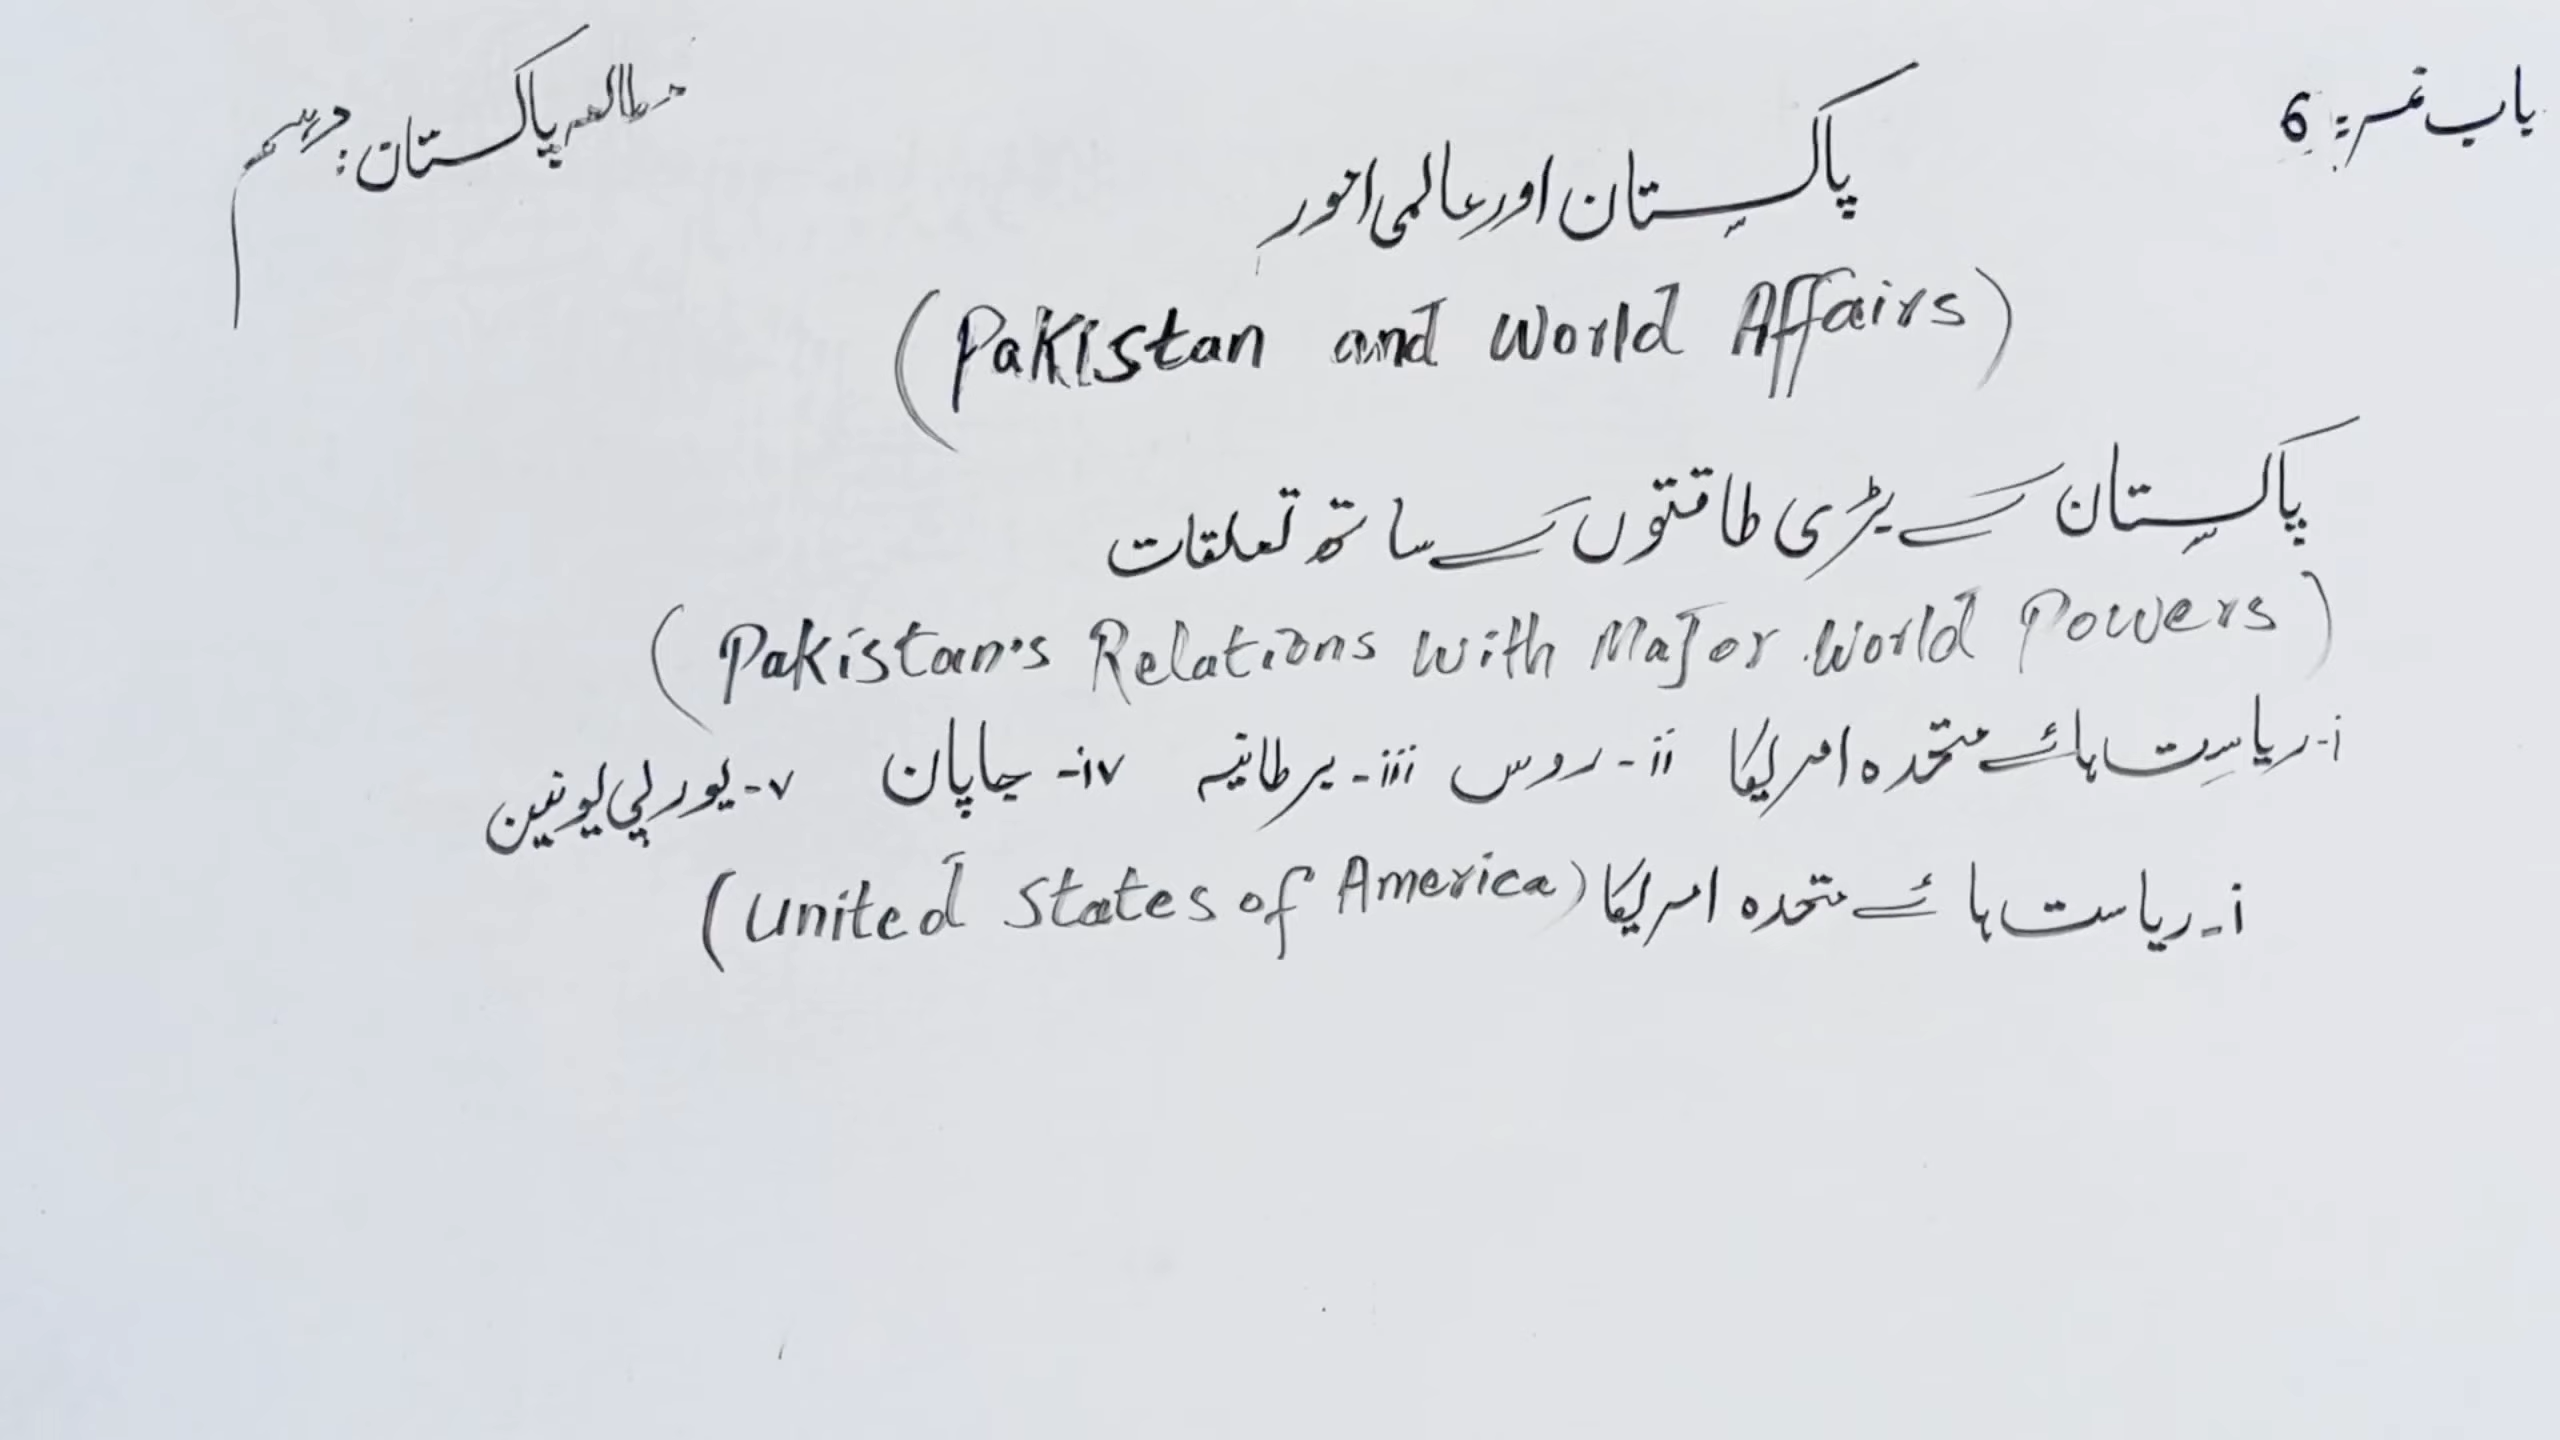 باب نمبر: 6
مطالعہ پاکستان: دہم
پاکستان اور عالمی امور
(Pakistan and World Affairs)
پاکستان کے بڑی طاقتوں کے ساتھ تعلقات
(Pakistan's Relations with Major World Powers)
i- ریاست ہائے متحدہ امریکا ii- روس iii- برطانیہ iv- جاپان v- یورپی یونین
i- ریاست ہائے متحدہ امریکا (United States of America)